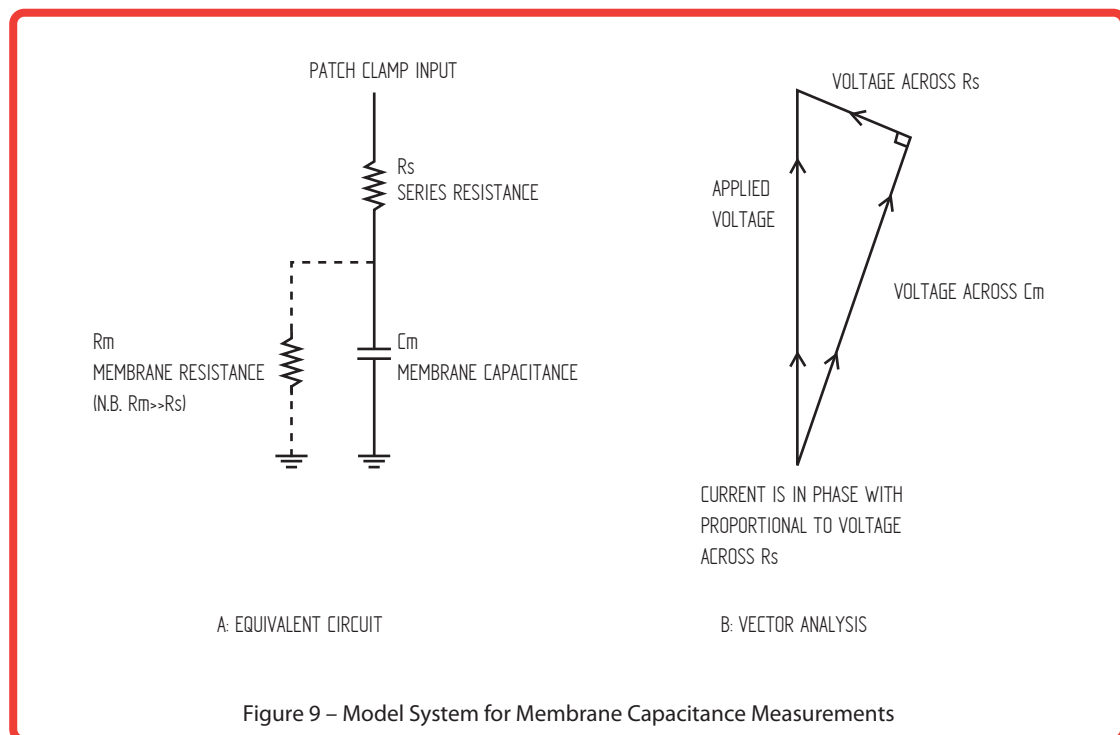 PATCH CLAMP INPUT
Rs
SERIES RESISTANCE
Rm
MEMBRANE RESISTANCE
(N.B. Rm>>Rs)
Cm
MEMBRANE CAPACITANCE
A: EQUIVALENT CIRCUIT
VOLTAGE ACROSS Rs
APPLIED
VOLTAGE
VOLTAGE ACROSS Cm
CURRENT IS IN PHASE WITH
PROPORTIONAL TO VOLTAGE
ACROSS Rs
B: VECTOR ANALYSIS
Figure 9 – Model System for Membrane Capacitance Measurements